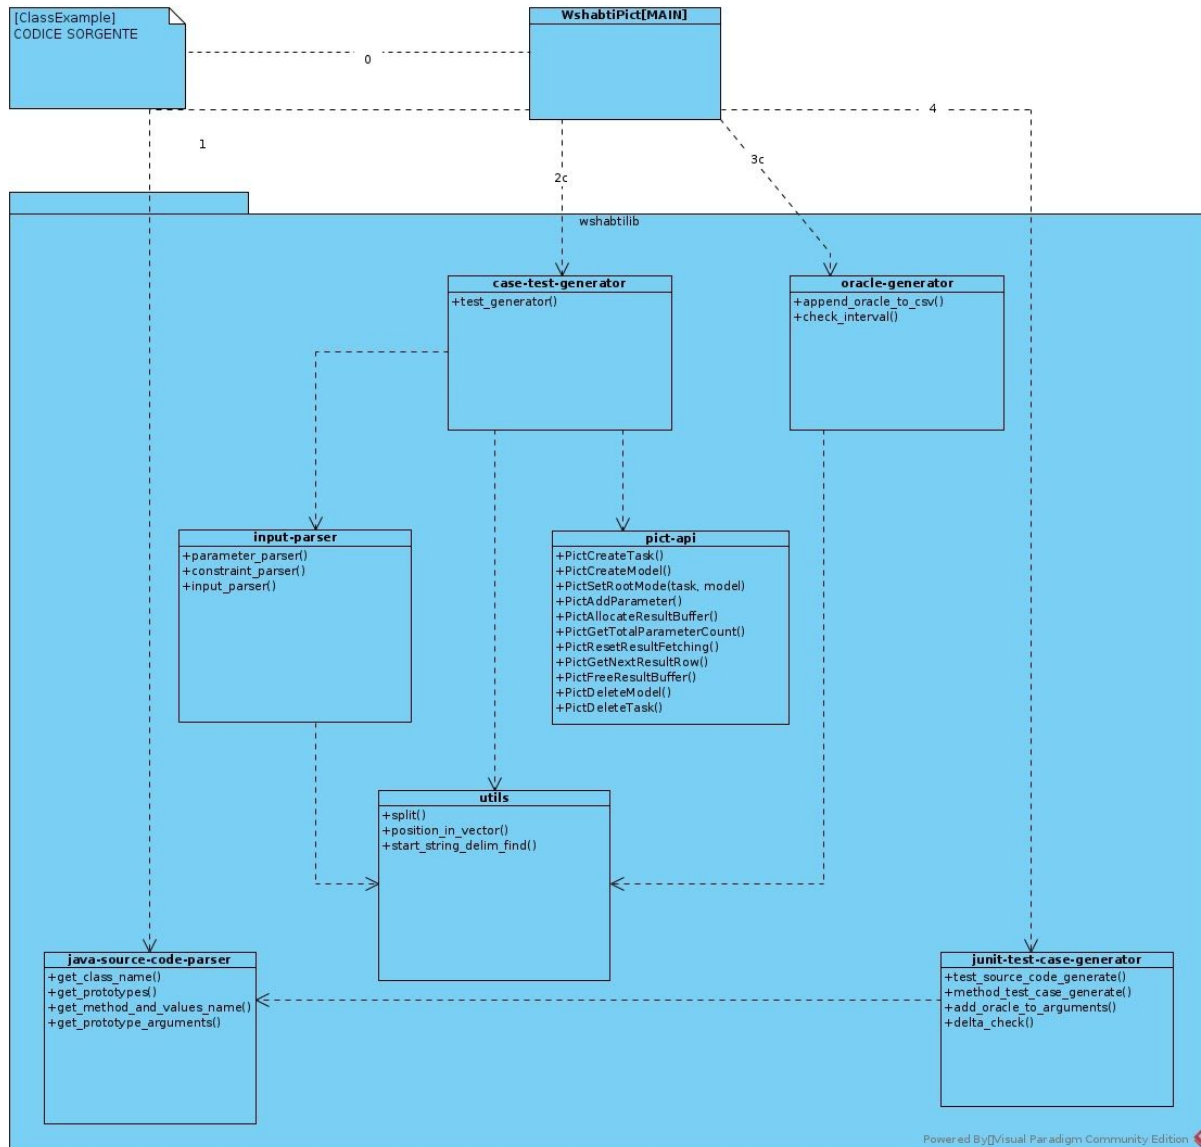 [ClassExample]
CODICE SORGENTE
WshabtiPict[MAIN]
0
1
2c
3c
4
wshabtilib
case-test-generator
+test_generator()
oracle-generator
+append_oracle_to_csv()
+check_interval()
input-parser
+parameter_parser()
+constraint_parser()
+input_parser()
pict-api
+PictCreateTask()
+PictCreateModel()
+PictSetRootMode(task, model)
+PictAddParameter()
+PictAllocateResultBuffer()
+PictGetTotalParameterCount()
+PictResetResultFetching()
+PictGetNextResultRow()
+PictFreeResultBuffer()
+PictDeleteModel()
+PictDeleteTask()
utils
+split()
+position_in_vector()
+start_string_delim_find()
java-source-code-parser
+get_class_name()
+get_prototypes()
+get_method_and_values_name()
+get_prototype_arguments()
junit-test-case-generator
+test_source_code_generate()
+method_test_case_generate()
+add_oracle_to_arguments()
+delta_check()
Powered By▯Visual Paradigm Community Edition